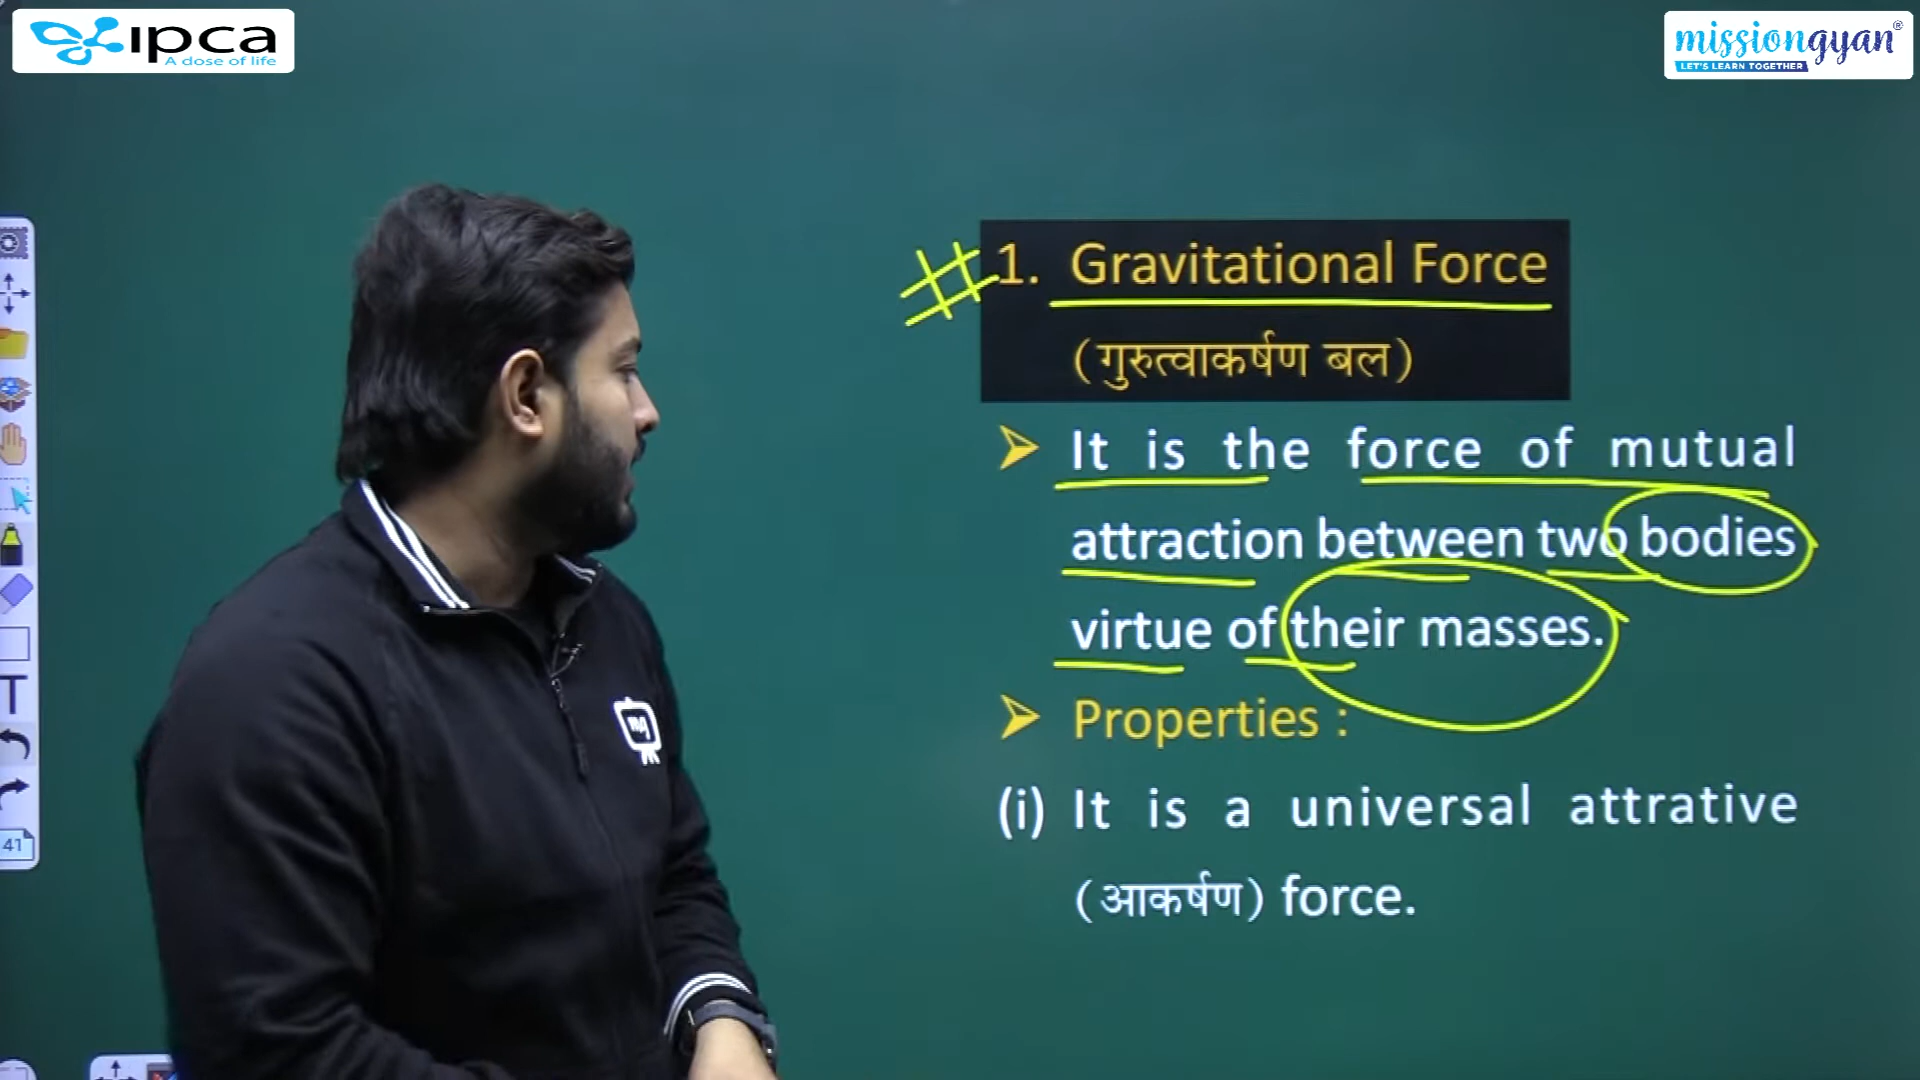 ipca
A dose of life
missiongyan®
LET'S LEARN TOGETHER
1. Gravitational Force
(गुरुत्वाकर्षण बल)
➤ It is the force of mutual
attraction between two bodies
virtue of their masses.
➤ Properties :
(i) It is a universal attrative
(आकर्षण) force.
T
41